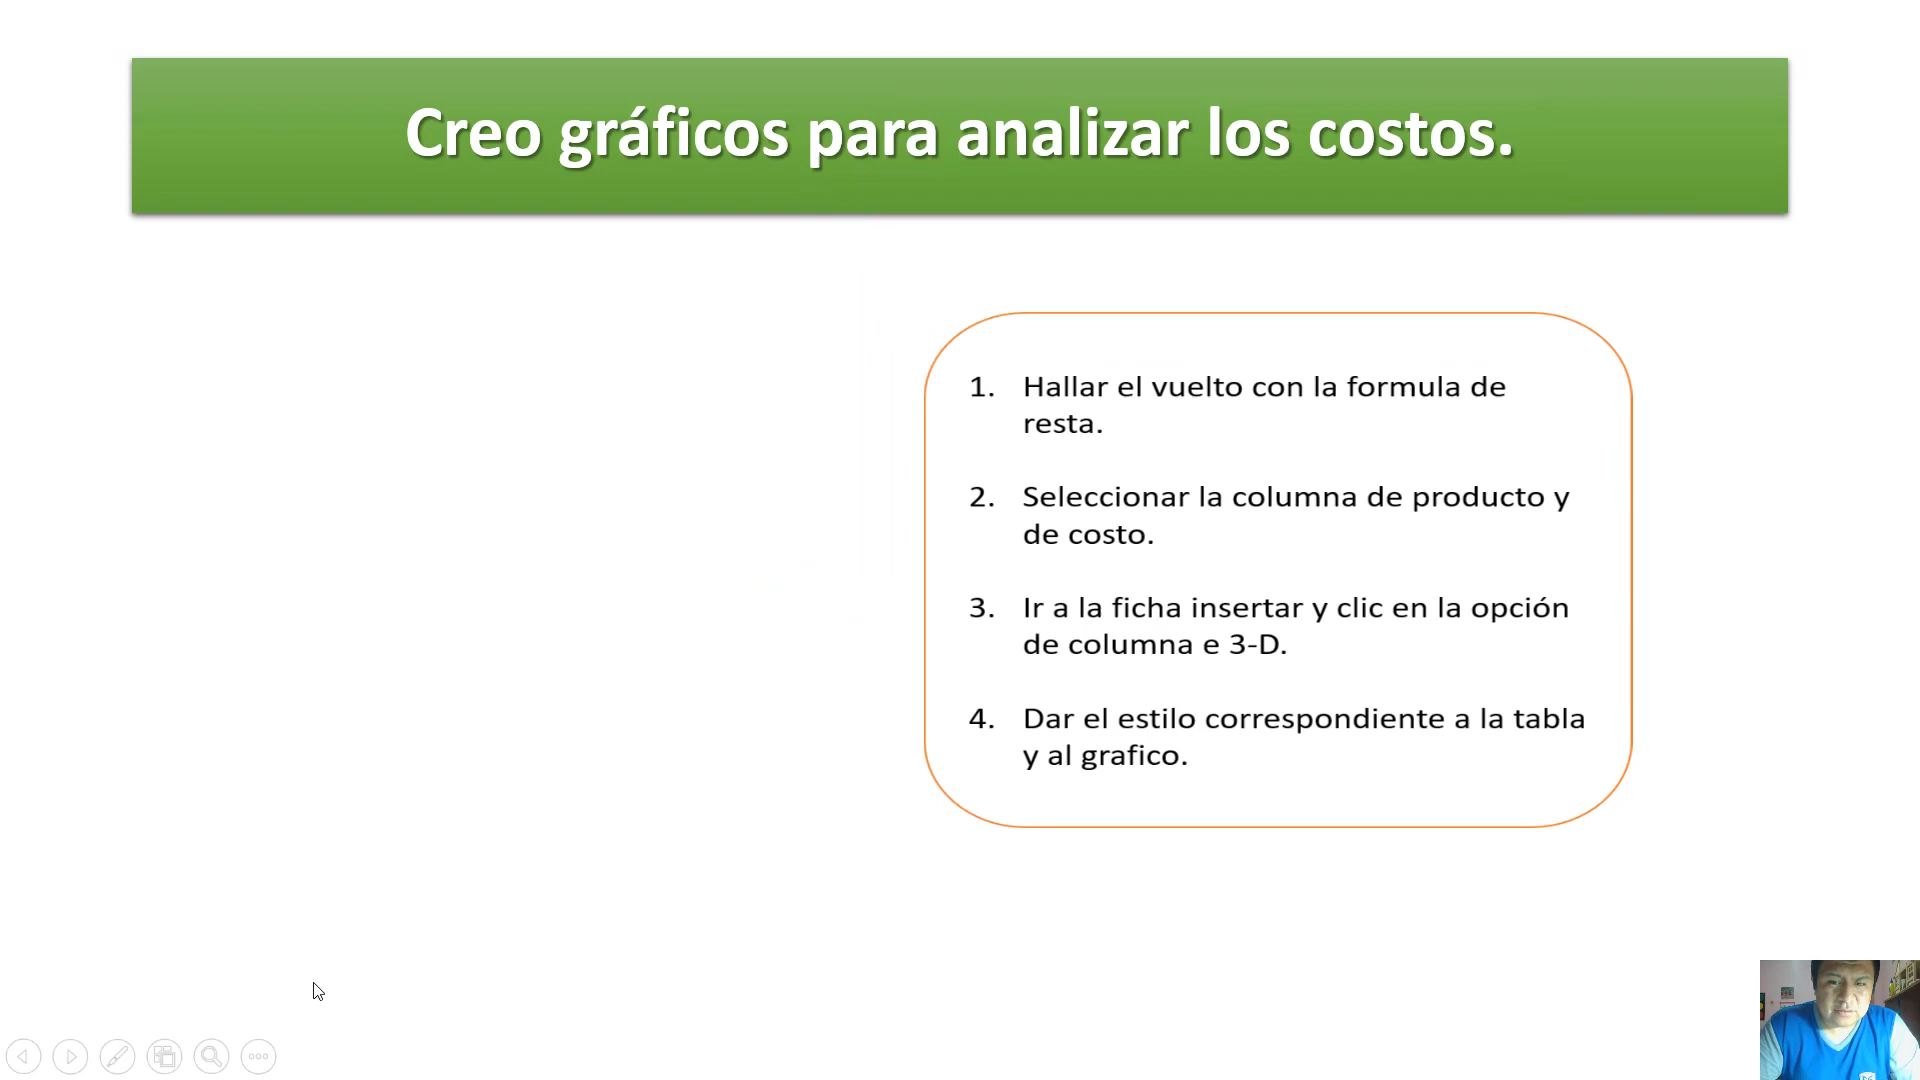 Creo gráficos para analizar los costos.
1. Hallar el vuelto con la formula de
resta.
2. Seleccionar la columna de producto y
de costo.
3. Ir a la ficha insertar y clic en la opción
de columna e 3-D.
4. Dar el estilo correspondiente a la tabla
y al grafico.